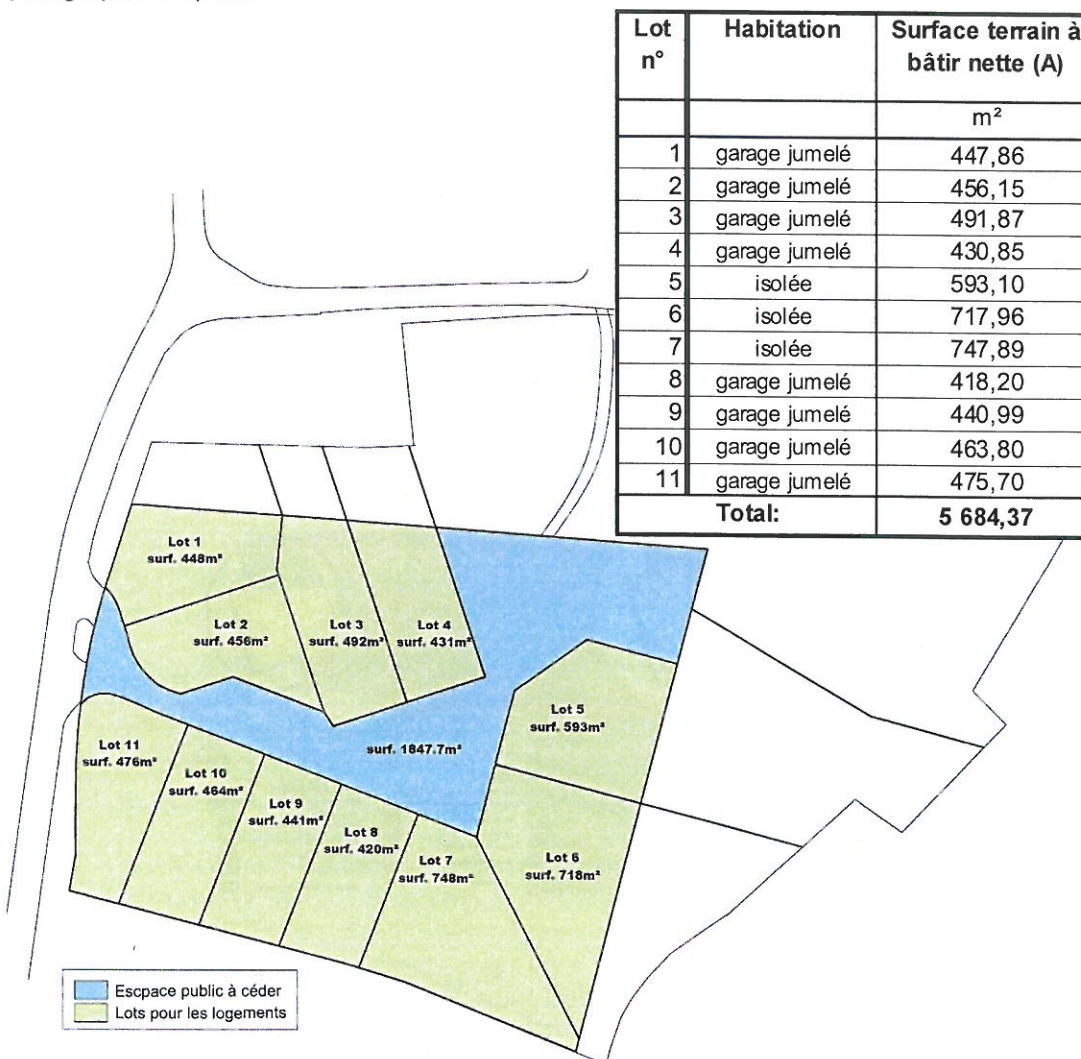 Lot n° Habitation Surface terrain à bâtir nette (A)
m²
1 garage jumelé 447,86
2 garage jumelé 456,15
3 garage jumelé 491,87
4 garage jumelé 430,85
5 isolée 593,10
6 isolée 717,96
7 isolée 747,89
8 garage jumelé 418,20
9 garage jumelé 440,99
10 garage jumelé 463,80
11 garage jumelé 475,70
Total: 5 684,37
Lot 1
surf. 448m²
Lot 2
surf. 456m²
Lot 3
surf. 492m²
Lot 4
surf. 431m²
Lot 5
surf. 593m²
surf. 1847.7m²
Lot 11
surf. 476m²
Lot 10
surf. 464m²
Lot 9
surf. 441m²
Lot 8
surf. 420m²
Lot 7
surf. 748m²
Lot 6
surf. 718m²
Escpace public à céder
Lots pour les logements